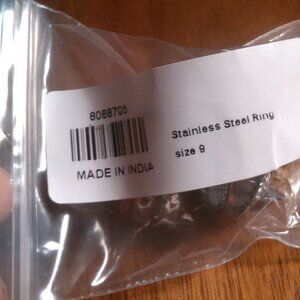 8088705
MADE IN INDIA
Stainless Steel Ring
size 9